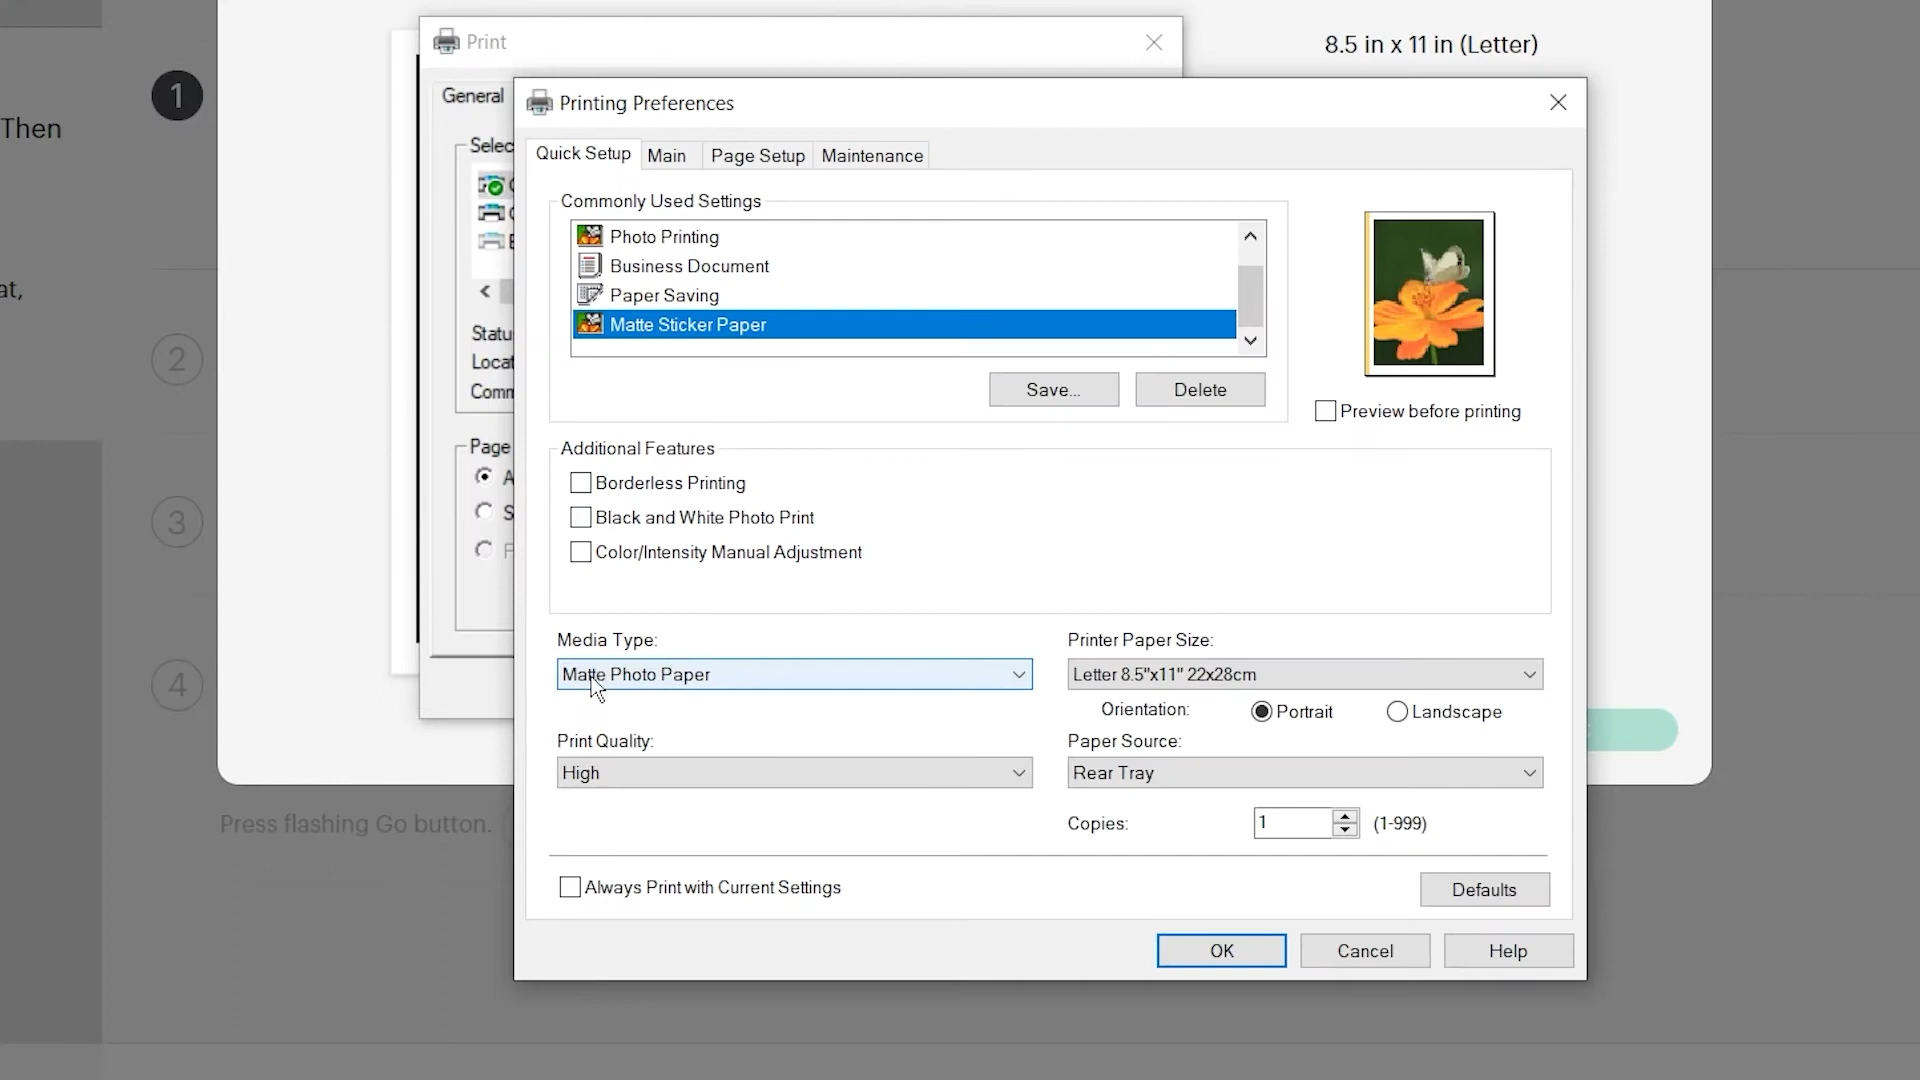 Print
8.5 in x 11 in (Letter)
1
Then
at,
2
3
4
General
Printing Preferences
Quick Setup
Main
Page Setup
Maintenance
Commonly Used Settings
Photo Printing
Business Document
Paper Saving
Matte Sticker Paper
Save...
Delete
Preview before printing
Additional Features
Borderless Printing
Black and White Photo Print
Color/Intensity Manual Adjustment
Page
Media Type:
Matte Photo Paper
Printer Paper Size:
Letter 8.5"x11" 22x28cm
Orientation:
Portrait
Landscape
Print Quality:
High
Paper Source:
Rear Tray
Copies:
1
(1-999)
Press flashing Go button.
Always Print with Current Settings
Defaults
OK
Cancel
Help